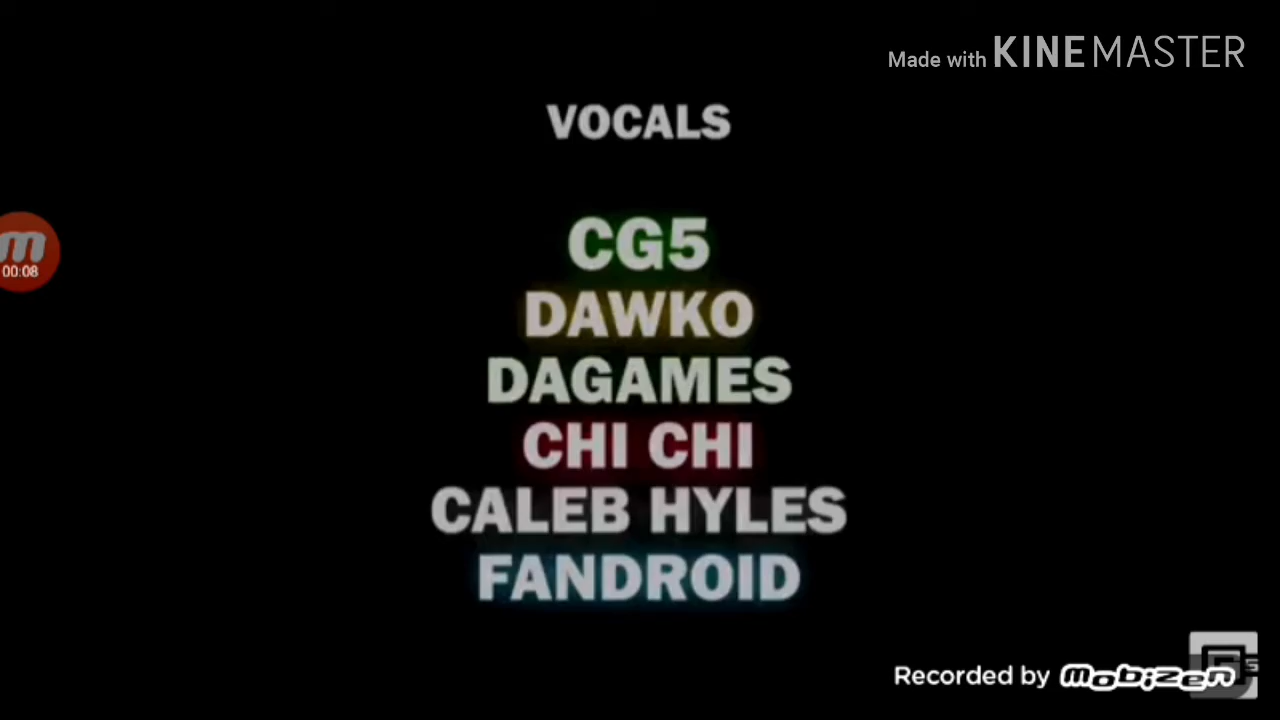 Made with KINEMASTER
VOCALS
00:08
CG5
DAWKO
DAGAMES
CHI CHI
CALEB HYLES
FANDROID
Recorded by mobizen